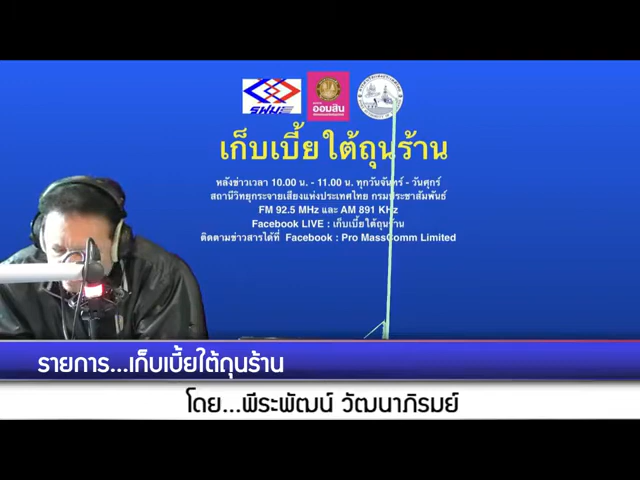 รฟม
ออมสิน
เก็บเบี้ยใต้ถุนร้าน
หลังข่าวเวลา 10.00 น. - 11.00 น. ทุกวันจันทร์ - วันศุกร์
สถานีวิทยุกระจายเสียงแห่งประเทศไทย กรมประชาสัมพันธ์
FM 92.5 MHz และ AM 891 KHz
Facebook LIVE : เก็บเบี้ยใต้ถุนร้าน
ติดตามข่าวสารได้ที่ Facebook : Pro MassComm Limited
รายการ...เก็บเบี้ยใต้ถุนร้าน
โดย...พีระพัฒน์ วัฒนาภิรมย์